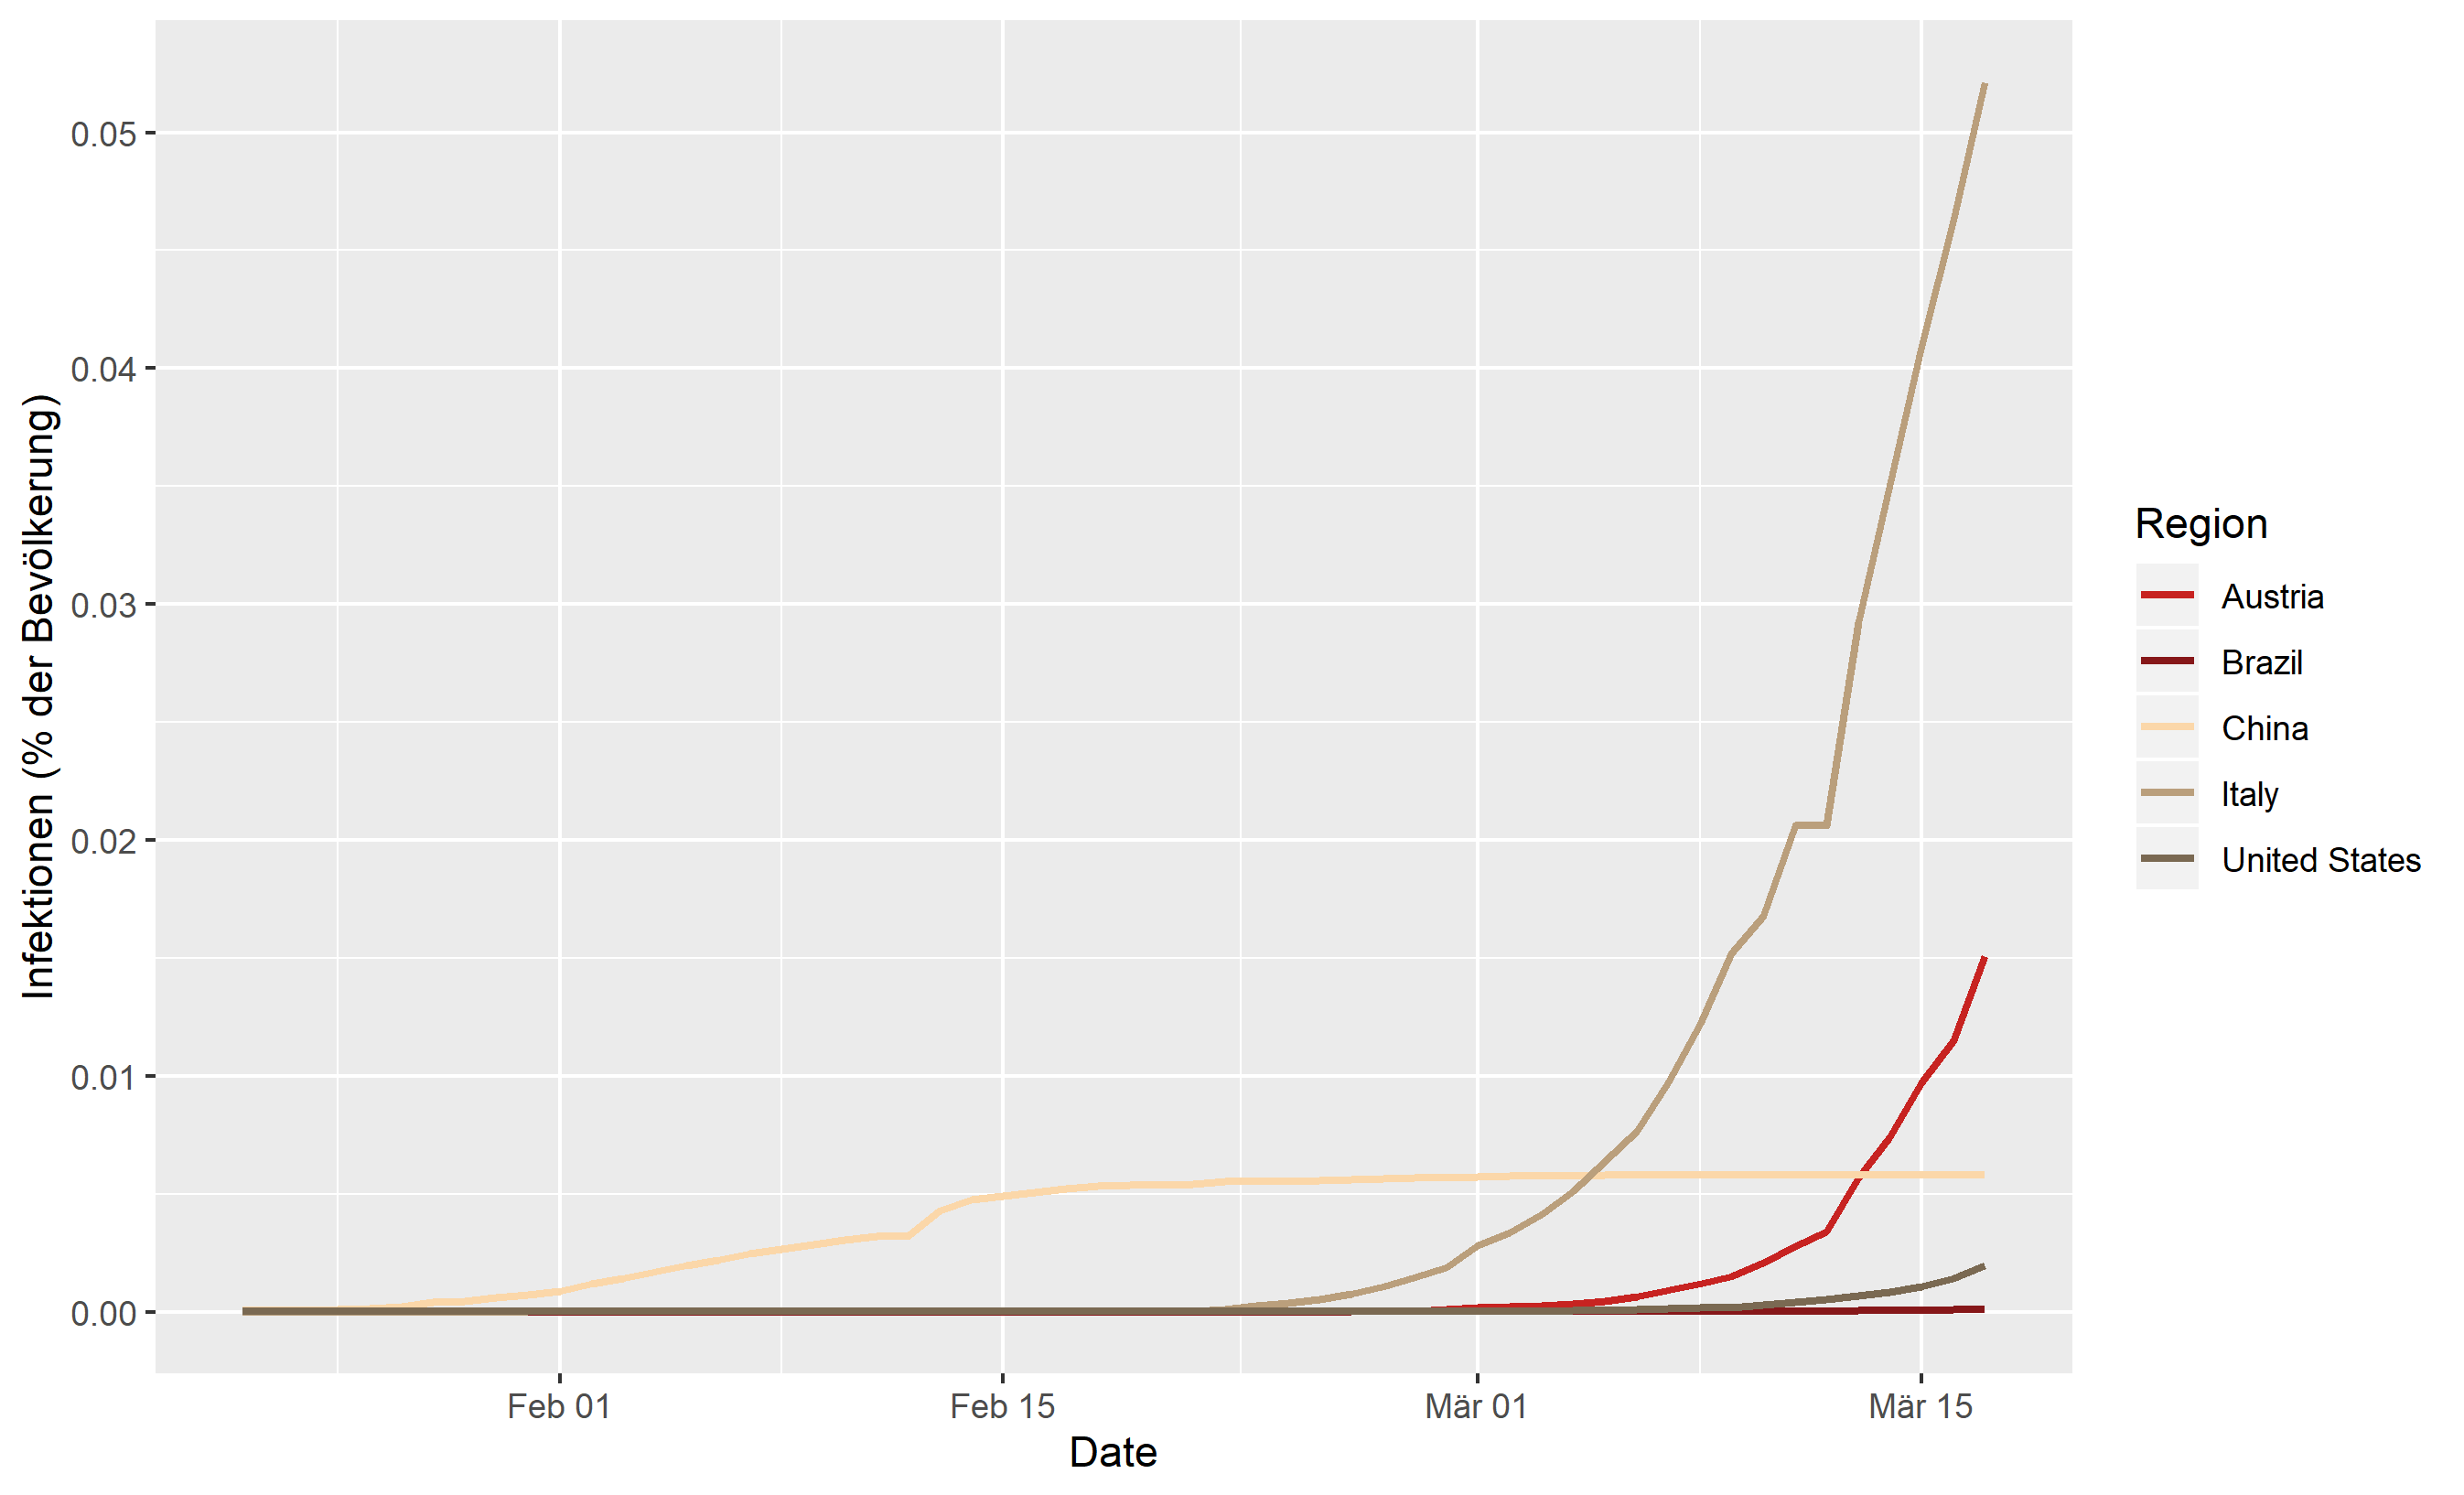 Infektionen (% der Bevölkerung)
0.05
0.04
0.03
0.02
0.01
0.00
Feb 01
Feb 15
Mär 01
Mär 15
Date
Region
Austria
Brazil
China
Italy
United States